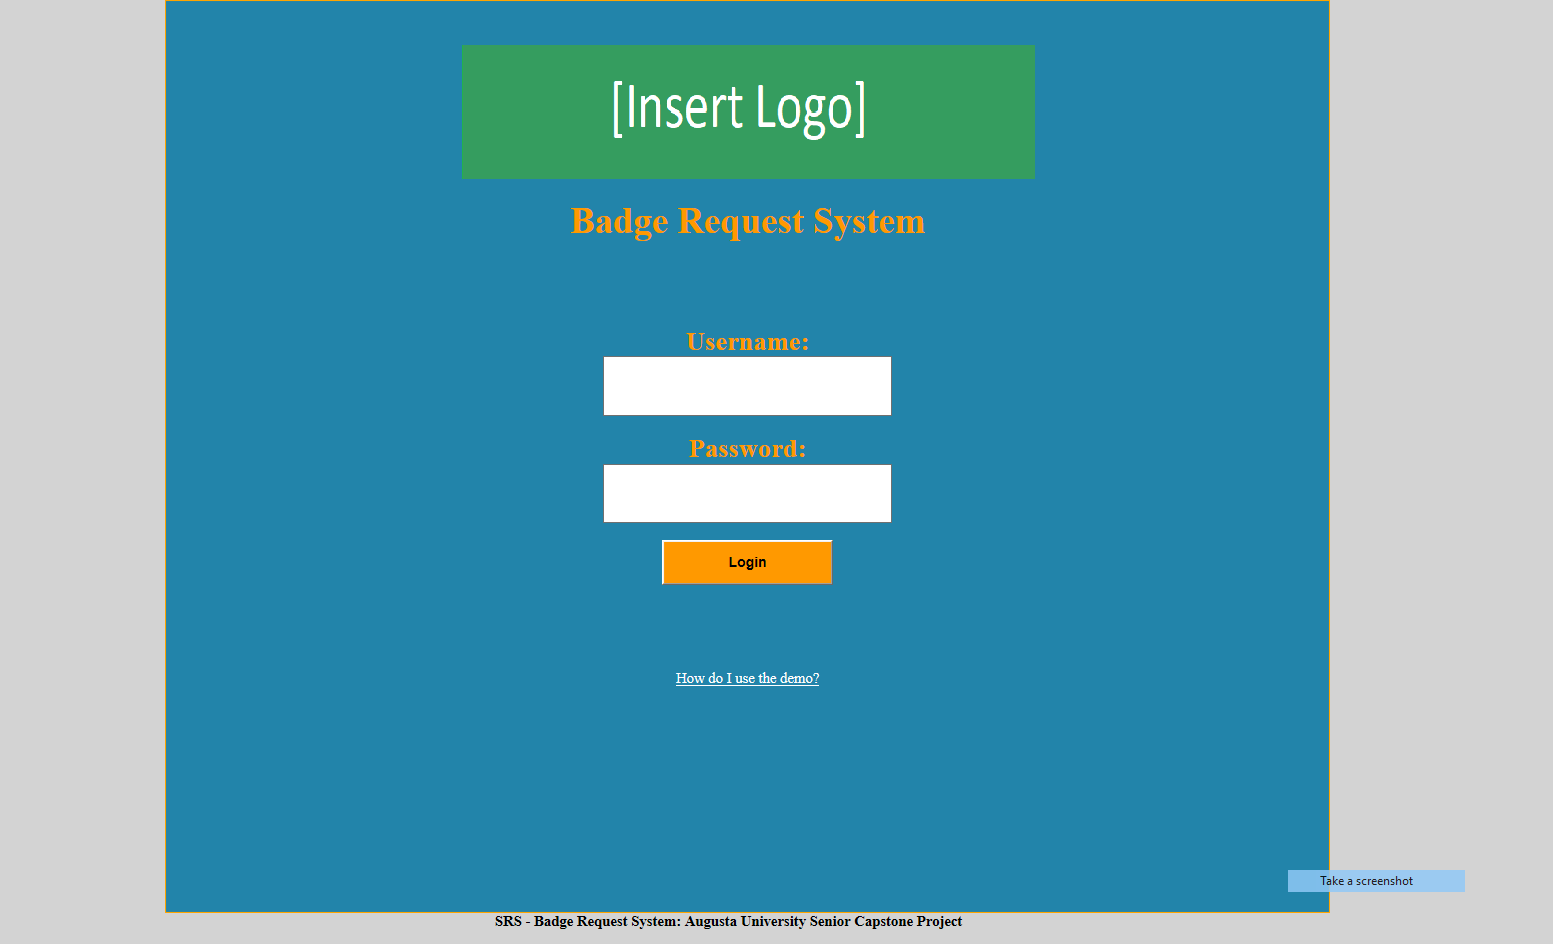 [Insert Logo]
Badge Request System
Username:
Password:
Login
How do I use the demo?
Take a screenshot
SRS - Badge Request System: Augusta University Senior Capstone Project